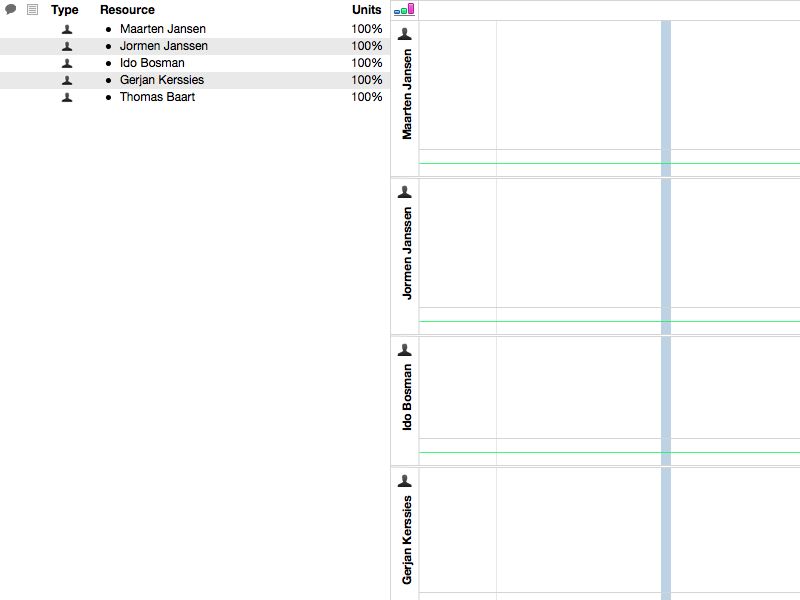 Type Resource Units
Maarten Jansen 100%
Jormen Janssen 100%
Ido Bosman 100%
Gerjan Kerssies 100%
Thomas Baart 100%
Maarten Jansen
Jormen Janssen
Ido Bosman
Gerjan Kerssies